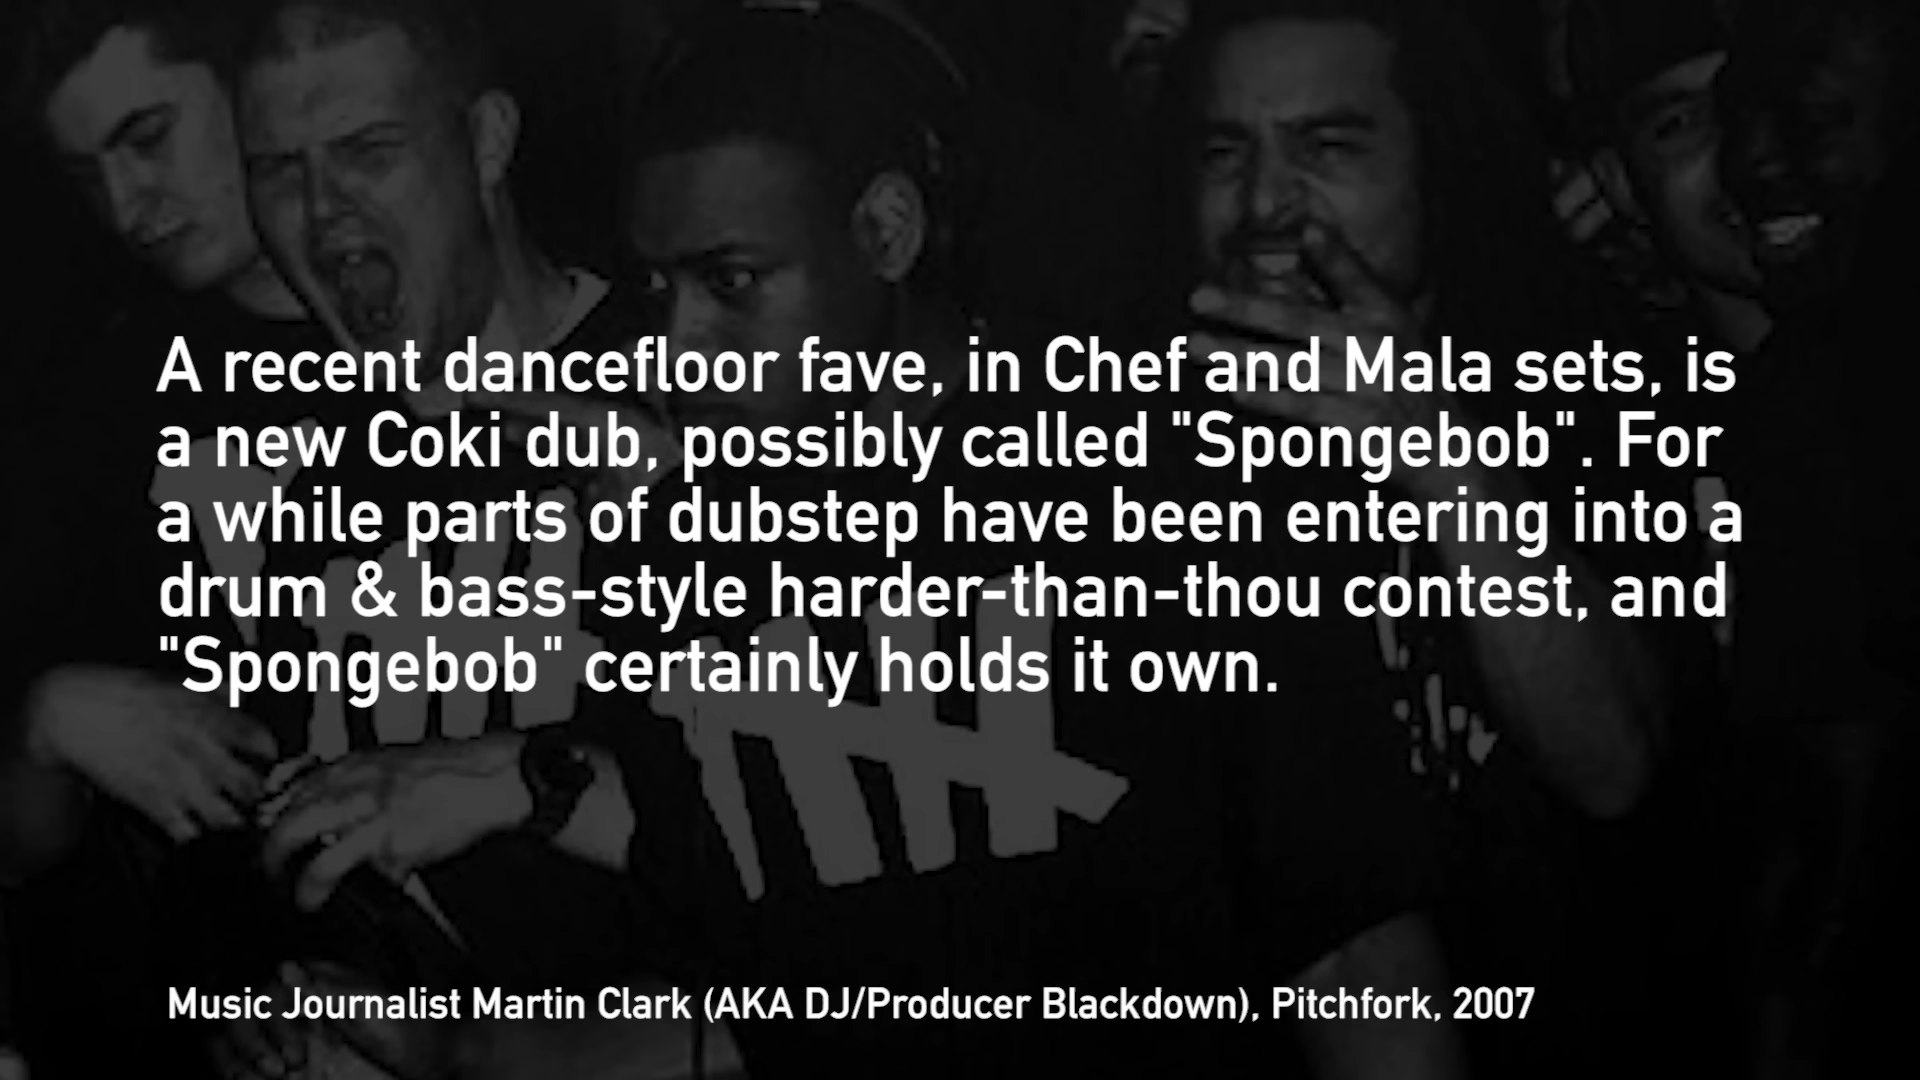 A recent dancefloor fave, in Chef and Mala sets, is
a new Coki dub, possibly called "Spongebob". For
a while parts of dubstep have been entering into a
drum & bass-style harder-than-thou contest, and
"Spongebob" certainly holds it own.
Music Journalist Martin Clark (AKA DJ/Producer Blackdown), Pitchfork, 2007